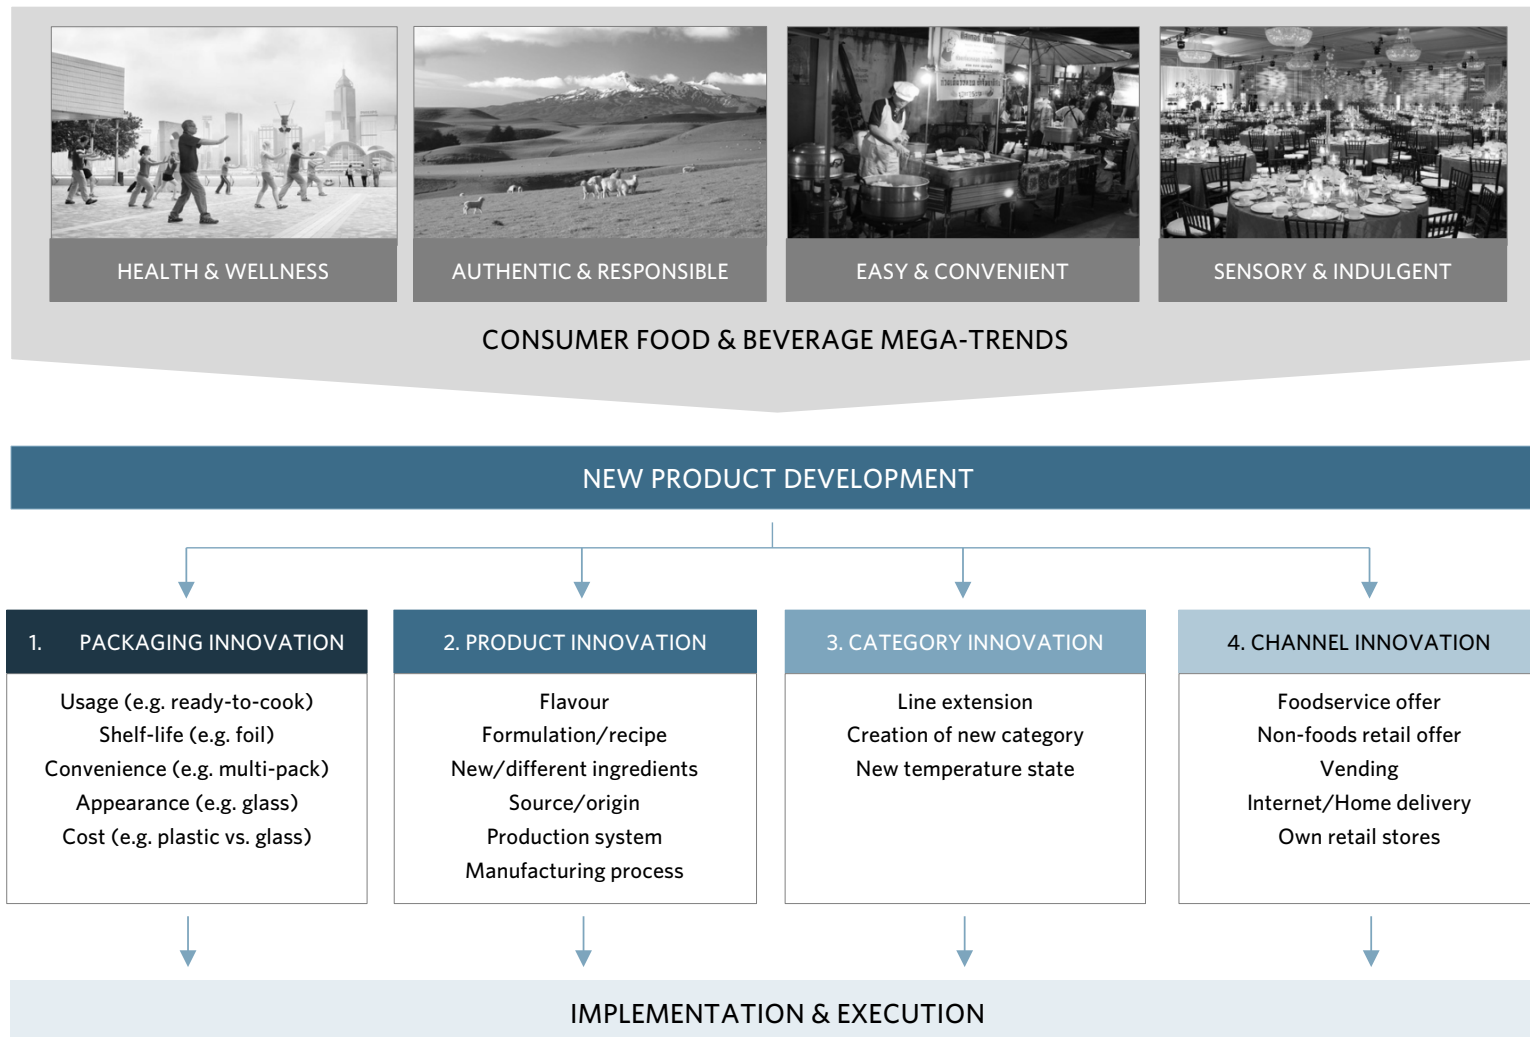 HEALTH & WELLNESS
AUTHENTIC & RESPONSIBLE
EASY & CONVENIENT
SENSORY & INDULGENT
CONSUMER FOOD & BEVERAGE MEGA-TRENDS
NEW PRODUCT DEVELOPMENT
1. PACKAGING INNOVATION
Usage (e.g. ready-to-cook)
Shelf-life (e.g. foil)
Convenience (e.g. multi-pack)
Appearance (e.g. glass)
Cost (e.g. plastic vs. glass)
2. PRODUCT INNOVATION
Flavour
Formulation/recipe
New/different ingredients
Source/origin
Production system
Manufacturing process
3. CATEGORY INNOVATION
Line extension
Creation of new category
New temperature state
4. CHANNEL INNOVATION
Foodservice offer
Non-foods retail offer
Vending
Internet/Home delivery
Own retail stores
IMPLEMENTATION & EXECUTION